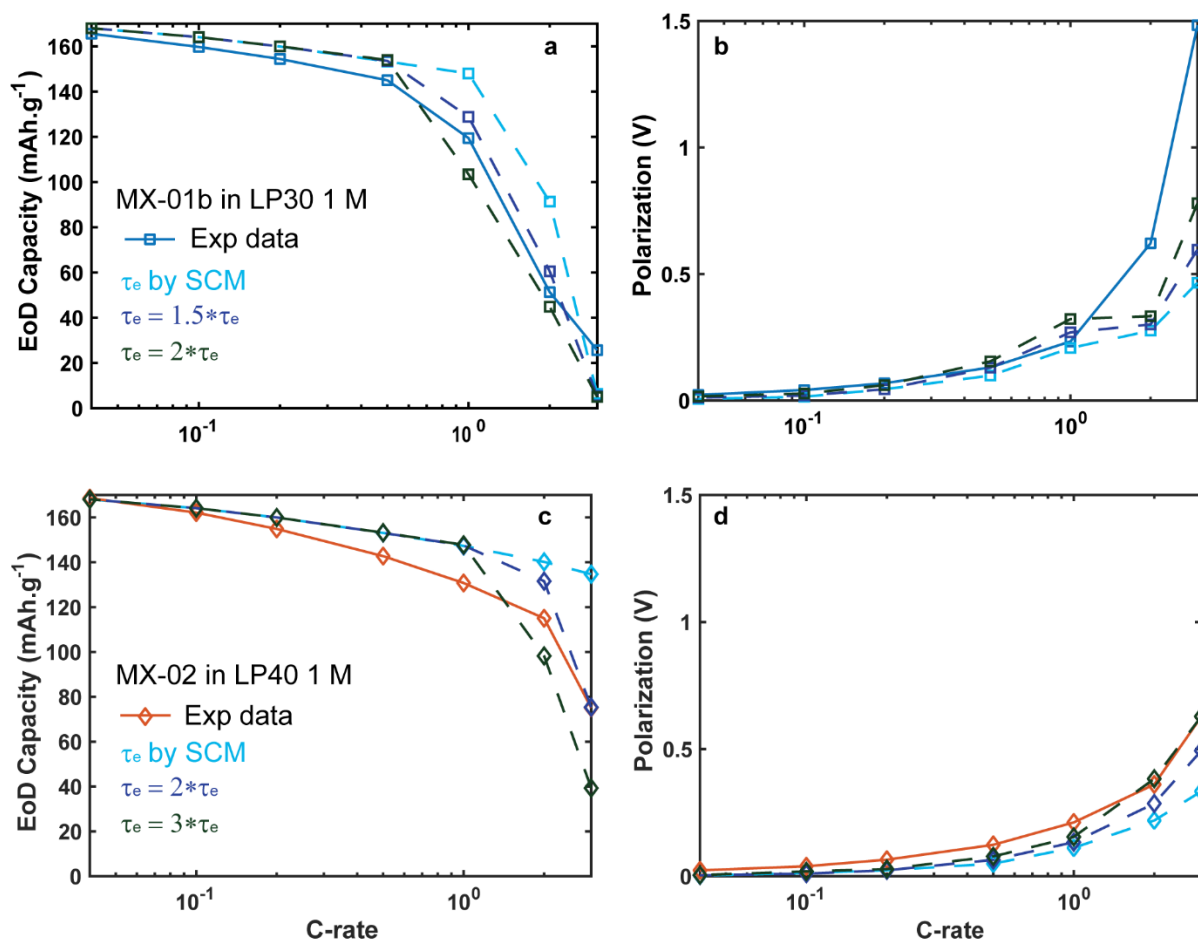 a
EoD Capacity (mAh.g⁻¹)
160
140
120
100
80
60
40
20
0
MX-01b in LP30 1 M
Exp data
τₑ by SCM
τₑ = 1.5*τₑ
τₑ = 2*τₑ
10⁻¹
10⁰
b
Polarization (V)
1.5
1
0.5
0
10⁻¹
10⁰
c
EoD Capacity (mAh.g⁻¹)
160
140
120
100
80
60
40
20
0
MX-02 in LP40 1 M
Exp data
τₑ by SCM
τₑ = 2*τₑ
τₑ = 3*τₑ
10⁻¹
10⁰
C-rate
d
Polarization (V)
1.5
1
0.5
0
10⁻¹
10⁰
C-rate